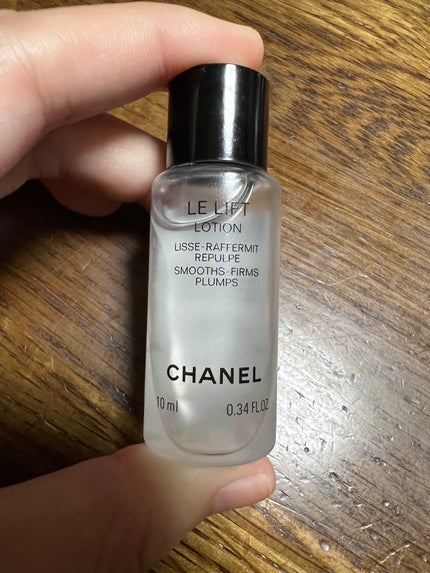 LE LIFT
LOTION
LISSE-RAFFERMIT
REPULPE
SMOOTHS-FIRMS
PLUMPS
CHANEL
10 ml 0.34 FL.OZ